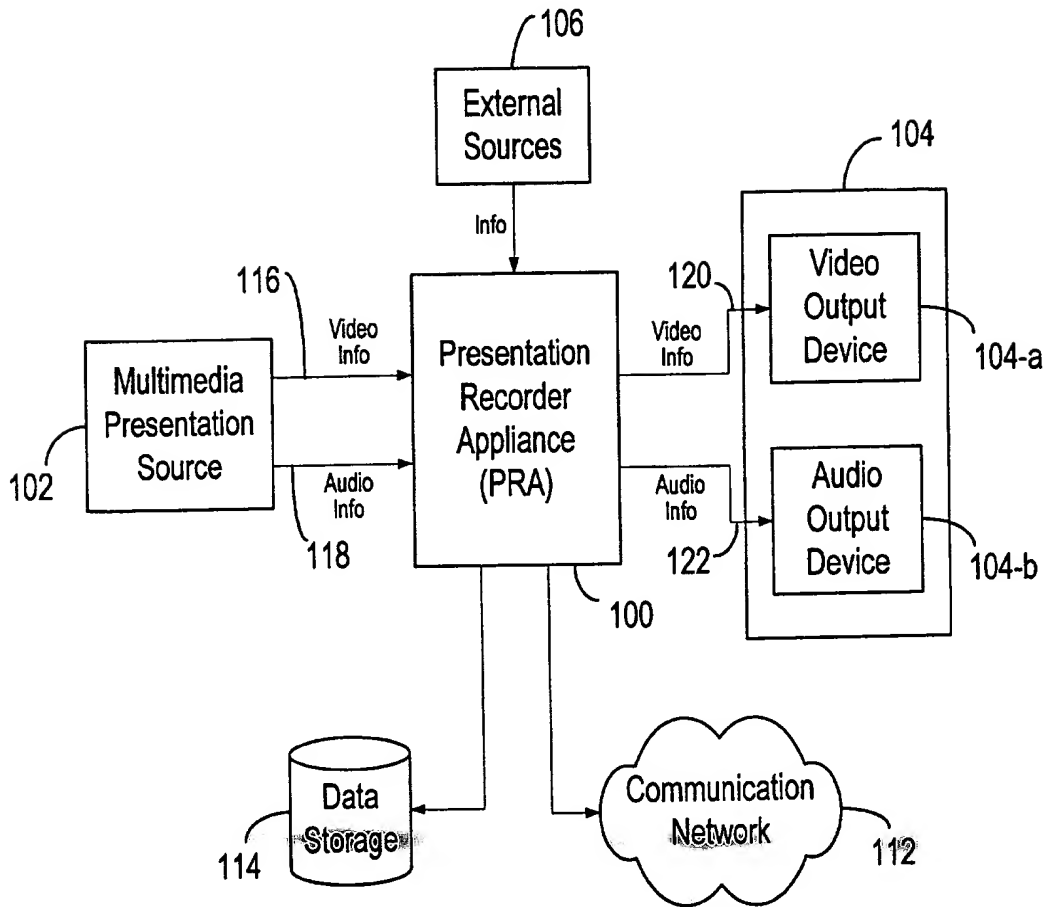 106
External
Sources
Info
104
116
Video
Info
120
Video
Info
Video
Output
Device
104-a
Multimedia
Presentation
Source
102
Presentation
Recorder
Appliance
(PRA)
Audio
Info
118
Audio
Info
122
Audio
Output
Device
104-b
100
Data
Storage
114
Communication
Network
112